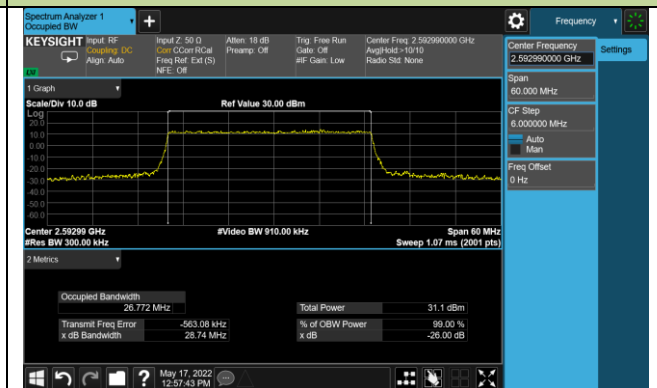 Spectrum Analyzer 1
Occupied BW
Frequency
KEYSIGHT
Input: RF
Coupling: DC
Align: Auto
Input Z: 50 Ω
Corr CCorr RCal
Freq Ref: Ext (S)
NFE: Off
Atten: 18 dB
Preamp: Off
Trig: Free Run
Gate: Off
#IF Gain: Low
Center Freq: 2.592990000 GHz
Avg|Hold:>10/10
Radio Std: None
Center Frequency
2.592990000 GHz
Settings
Span
60.000 MHz
CF Step
6.000000 MHz
Auto
Man
Freq Offset
0 Hz
1 Graph
Scale/Div 10.0 dB
Ref Value 30.00 dBm
Log
20.0
10.0
0.00
-10.0
-20.0
-30.0
-40.0
-50.0
-60.0
Center 2.59299 GHz
#Video BW 910.00 kHz
Span 60 MHz
#Res BW 300.00 kHz
Sweep 1.07 ms (2001 pts)
2 Metrics
Occupied Bandwidth
26.772 MHz
Total Power
31.1 dBm
Transmit Freq Error
-563.08 kHz
% of OBW Power
99.00 %
x dB Bandwidth
28.74 MHz
x dB
-26.00 dB
?
May 17, 2022
12:57:43 PM